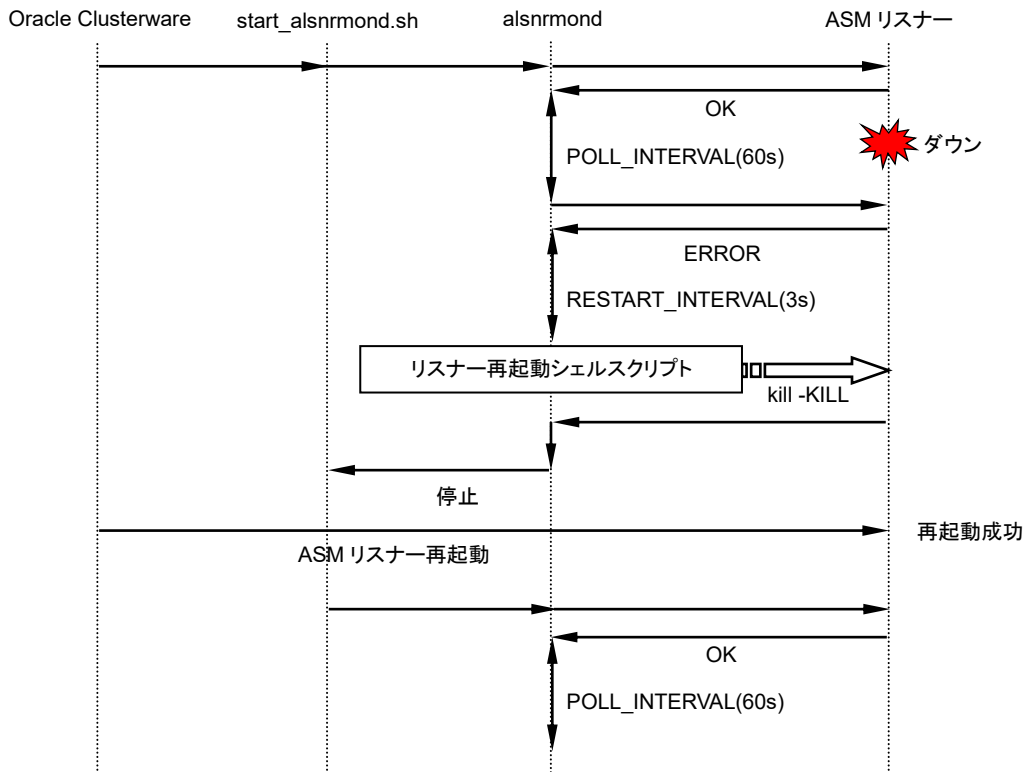 Oracle Clusterware start_alsnrmond.sh alsnrmond ASM リスナー
OK
ダウン
POLL_INTERVAL(60s)
ERROR
RESTART_INTERVAL(3s)
リスナー再起動シェルスクリプト
kill -KILL
停止
再起動成功
ASM リスナー再起動
OK
POLL_INTERVAL(60s)